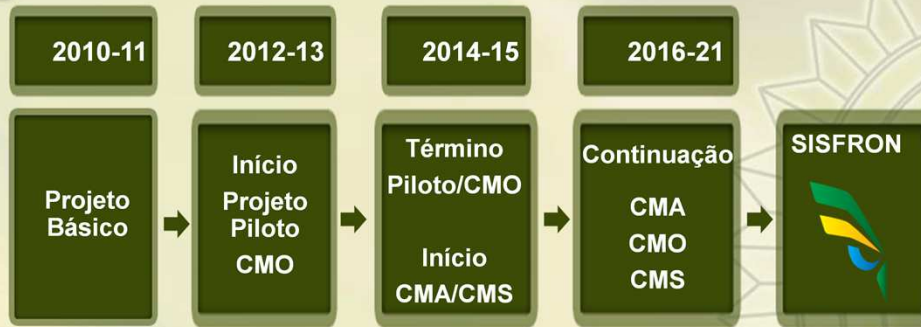 2010-11
2012-13
2014-15
2016-21
Projeto
Básico
Início
Projeto
Piloto
CMO
Término
Piloto/CMO
Início
CMA/CMS
Continuação
CMA
CMO
CMS
SISFRON